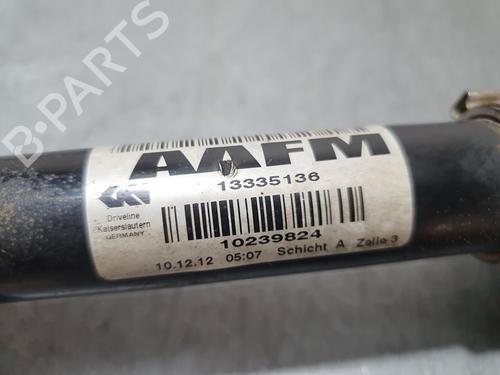 B-PARTS
AAFM
13335136
Driveline
Kaiserslautern
GERMANY
10239824
10.12.12 05:07 Schicht A Zelle 3